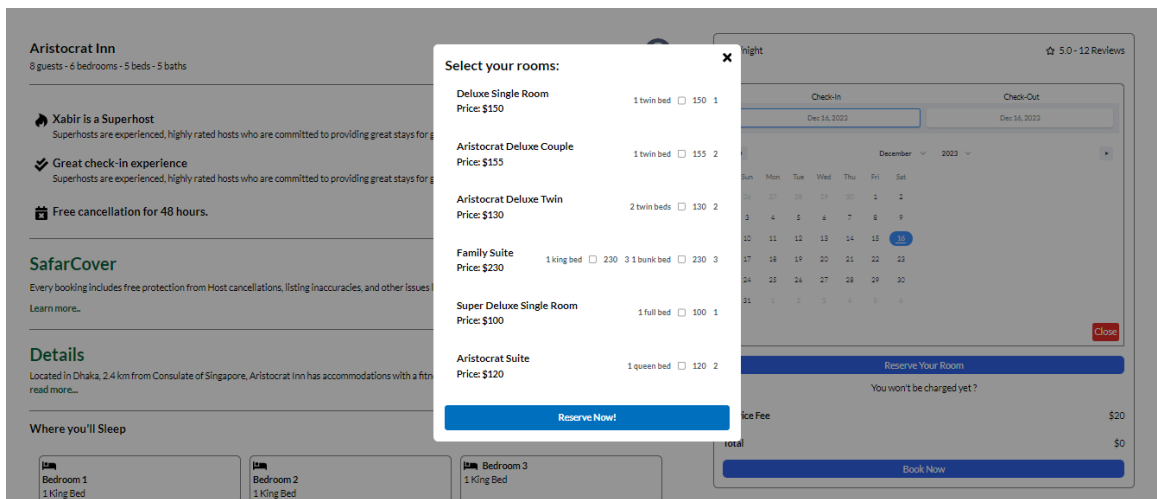 Aristocrat Inn
8 guests - 6 bedrooms - 5 beds - 5 baths
Xabir is a Superhost
Superhosts are experienced, highly rated hosts who are committed to providing great stays for
Great check-in experience
Superhosts are experienced, highly rated hosts who are committed to providing great stays for
Free cancellation for 48 hours.
SafarCover
Every booking includes free protection from Host cancellations, listing inaccuracies, and other issues
Learn more..
Details
Located in Dhaka, 2.4 km from Consulate of Singapore, Aristocrat Inn has accommodations with a
read more...
Where you'll Sleep
Bedroom 1
1 King Bed
Bedroom 2
1 King Bed
Bedroom 3
1 King Bed
Select your rooms:
Deluxe Single Room
Price: $150
1 twin bed 150 1
Aristocrat Deluxe Couple
Price: $155
1 twin bed 155 2
Aristocrat Deluxe Twin
Price: $130
2 twin beds 130 2
Family Suite
Price: $230
1 king bed 230 3 1 bunk bed 230 3
Super Deluxe Single Room
Price: $100
1 full bed 100 1
Aristocrat Suite
Price: $120
1 queen bed 120 2
Reserve Now!
night
5.0 - 12 Reviews
Check-In
Check-Out
Dec 16, 2023
Dec 16, 2023
December 2023
Sun Mon Tue Wed Thu Fri Sat
26 27 28 29 30 1 2
3 4 5 6 7 8 9
10 11 12 13 14 15 16
17 18 19 20 21 22 23
24 25 26 27 28 29 30
31 1 2 3 4 5 6
Close
Reserve Your Room
You won't be charged yet ?
Fee
$20
Total
$0
Book Now